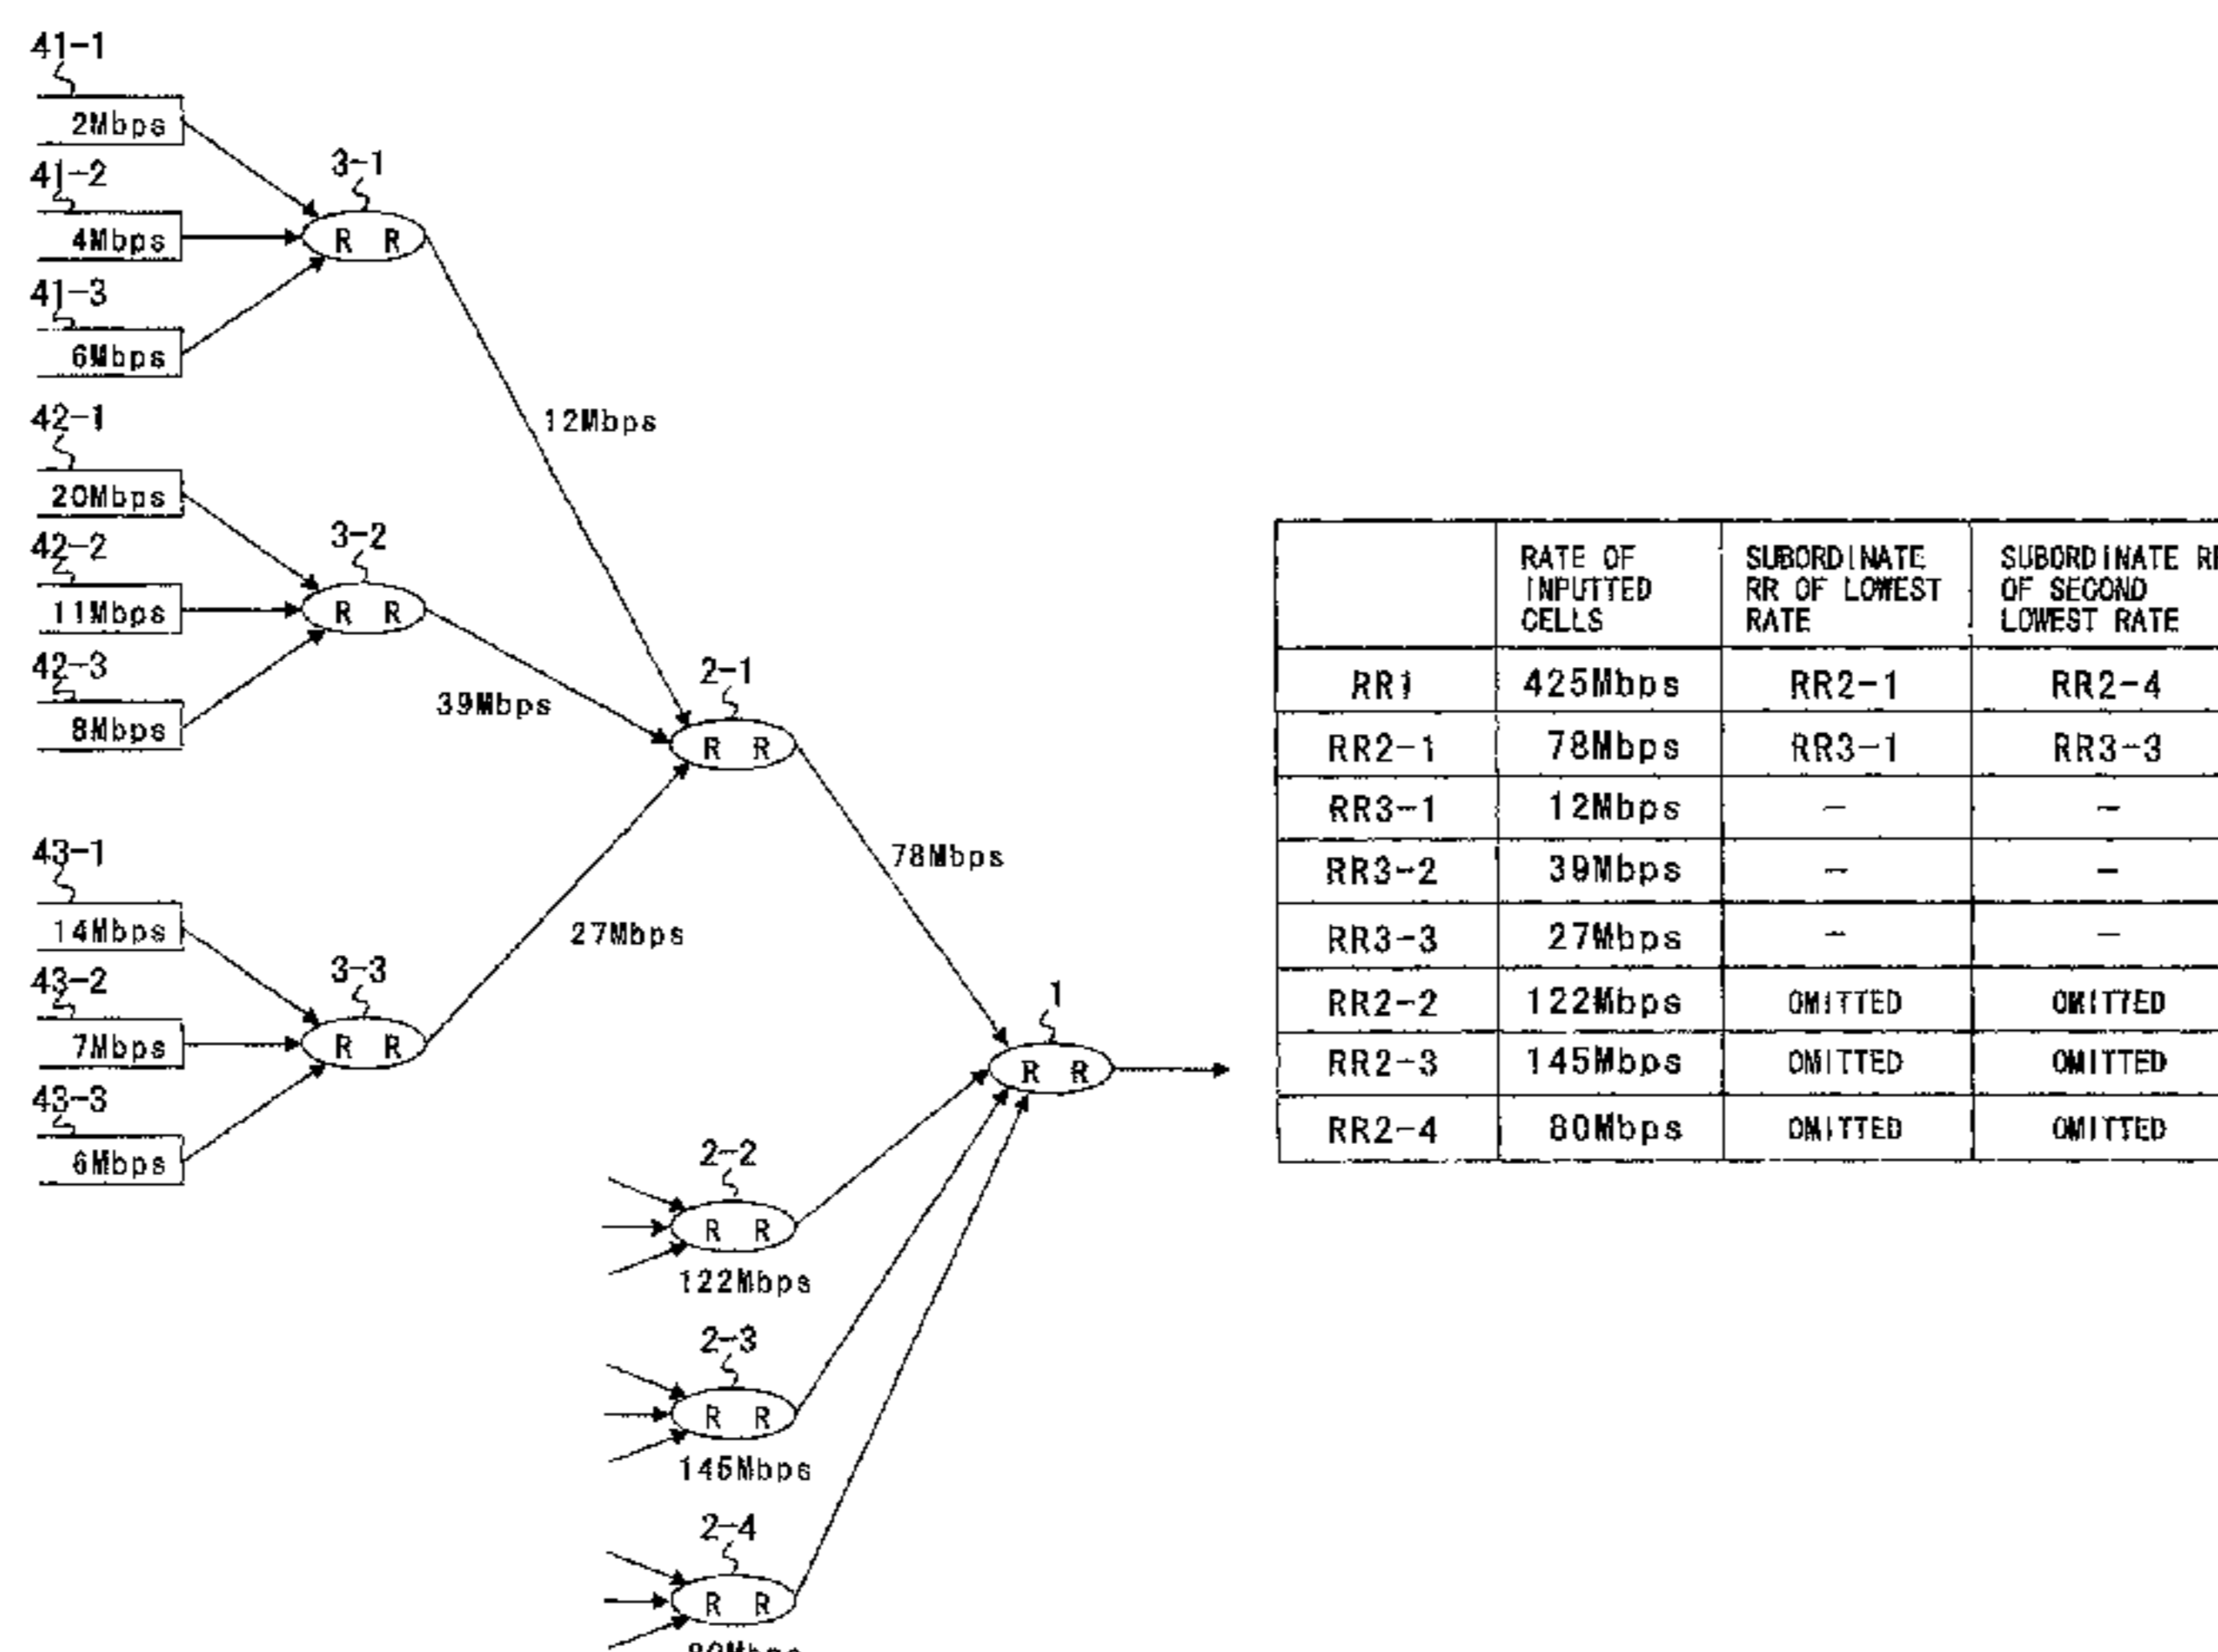 41-1
2Mbps
41-2
4Mbps
41-3
6Mbps
3-1
R R
12Mbps
42-1
20Mbps
42-2
11Mbps
42-3
8Mbps
3-2
R R
39Mbps
43-1
14Mbps
43-2
7Mbps
43-3
6Mbps
3-3
R R
27Mbps
2-1
R R
78Mbps
1
R R
2-2
R R
122Mbps
2-3
R R
145Mbps
2-4
R R
80Mbps
RATE OF INPUTTED CELLS
SUBORDINATE RR OF LOWEST RATE
SUBORDINATE RR OF SECOND LOWEST RATE
RR1 425Mbps RR2-1 RR2-4
RR2-1 78Mbps RR3-1 RR3-3
RR3-1 12Mbps - -
RR3-2 39Mbps - -
RR3-3 27Mbps - -
RR2-2 122Mbps OMITTED OMITTED
RR2-3 145Mbps OMITTED OMITTED
RR2-4 80Mbps OMITTED OMITTED